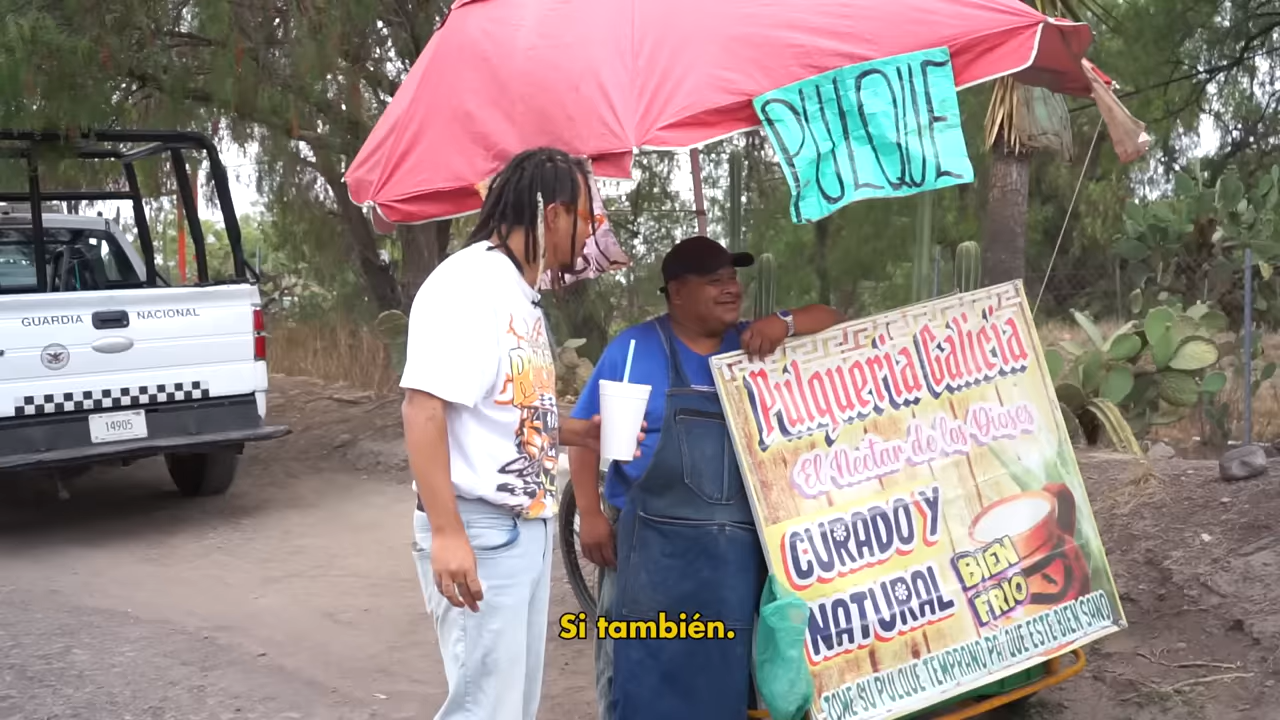 PULQUE
GUARDIA NACIONAL
14905
Pulqueria Galicia
El Nectar de los Dioses
CURADO Y
NATURAL
BIEN
FRIO
TOME SU PULQUE TEMPRANO PA' QUE ESTE BIEN SANO
Si también.